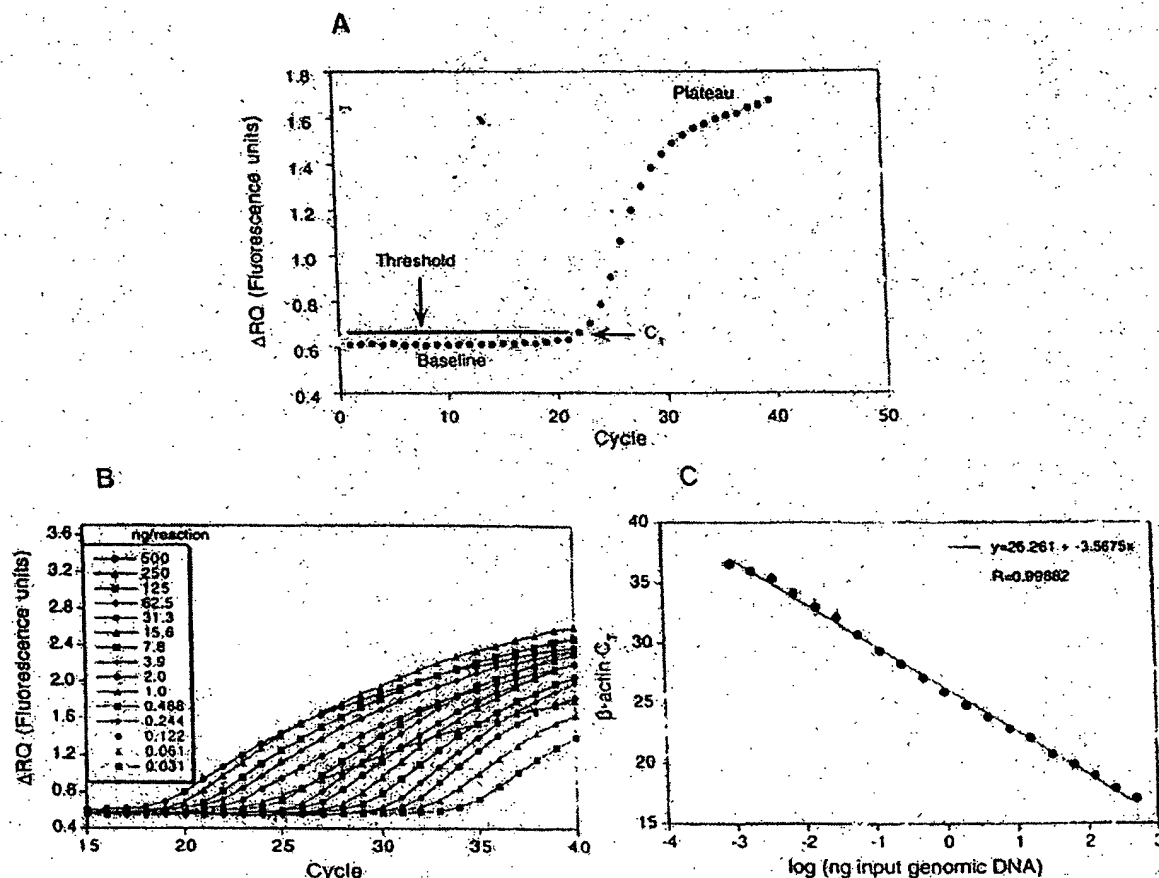 A
1.8
1.6
1.4
1.2
1.0
0.8
0.6
0.4
ΔRQ (Fluorescence units)
Plateau
Threshold
Baseline
C_T
0 10 20 30 40 50
Cycle
B
3.6
3.2
2.8
2.4
2.0
1.6
1.2
0.8
0.4
ΔRQ (Fluorescence units)
ng/reaction
500
250
125
62.5
31.3
15.6
7.8
3.9
2.0
1.0
0.488
0.244
0.122
0.061
0.031
15 20 25 30 35 40
Cycle
C
40
35
30
25
20
15
β-actin C_T
R=0.99882
-4 -3 -2 -1 0 1 2 3
log (ng input genomic DNA)